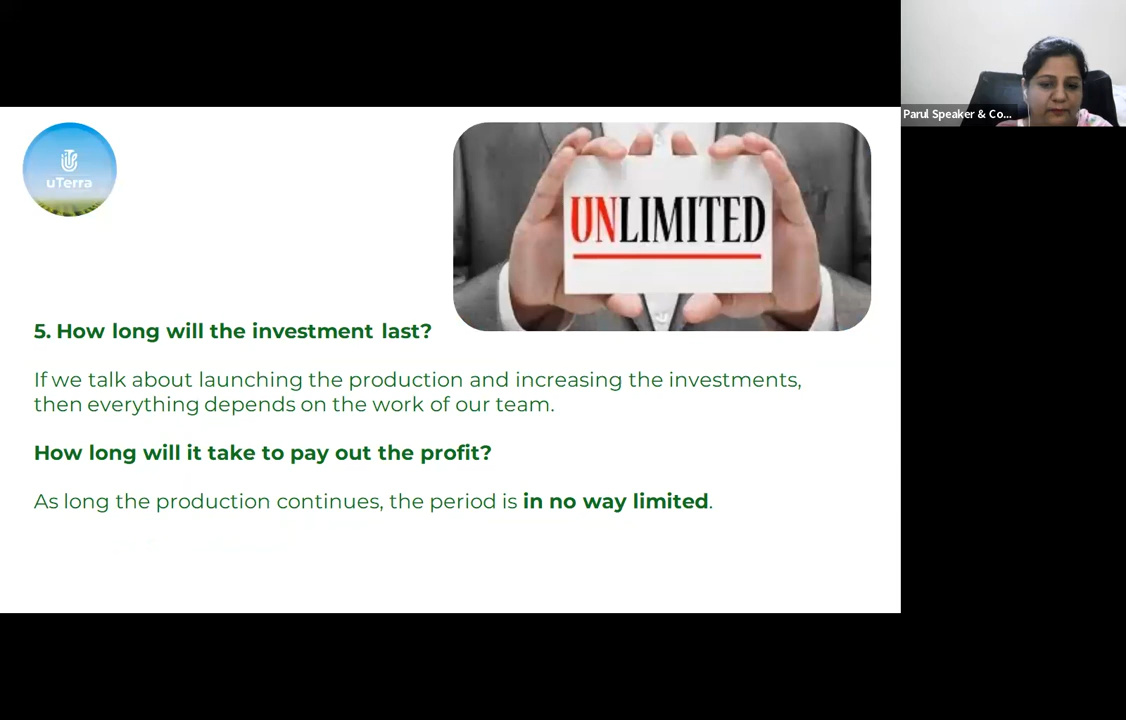 Parul Speaker & Co...
uTerra
UNLIMITED
5. How long will the investment last?
If we talk about launching the production and increasing the investments,
then everything depends on the work of our team.
How long will it take to pay out the profit?
As long the production continues, the period is in no way limited.